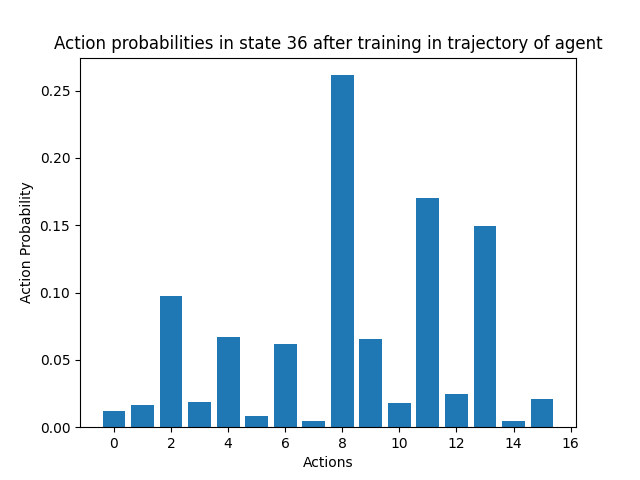 Action probabilities in state 36 after training in trajectory of agent
0.25
0.20
0.15
0.10
0.05
0.00
Action Probability
0 2 4 6 8 10 12 14 16
Actions